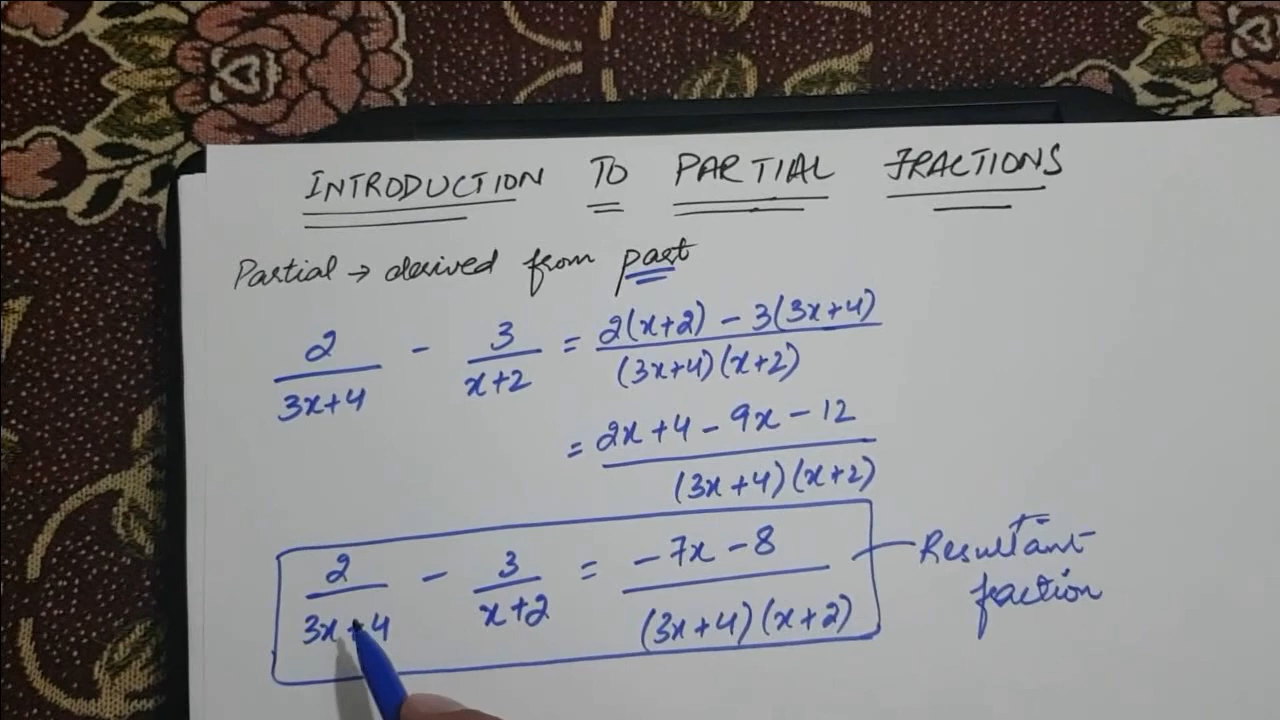 INTRODUCTION TO PARTIAL FRACTIONS
Partial → derived from part
2/(3x+4) - 3/(x+2) = (2(x+2) - 3(3x+4))/((3x+4)(x+2))
= (2x+4-9x-12)/((3x+4)(x+2))
2/(3x+4) - 3/(x+2) = (-7x-8)/((3x+4)(x+2)) — Resultant
fraction